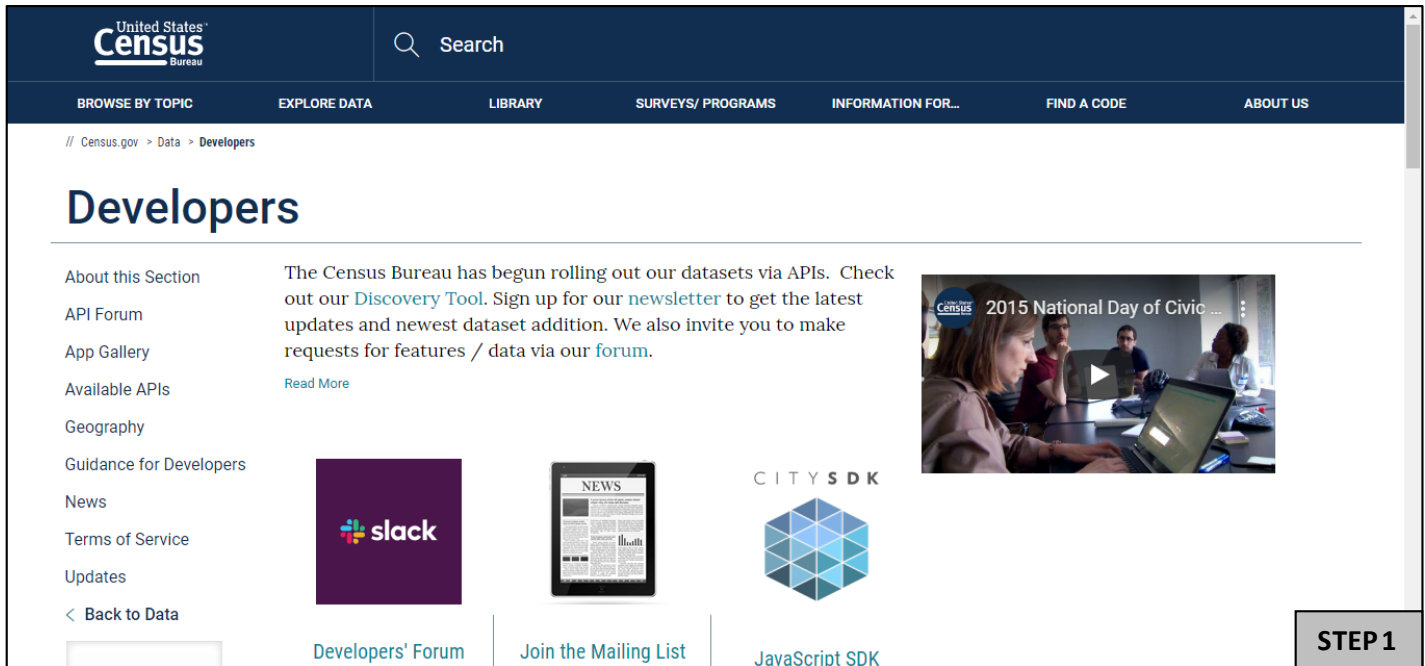 United States™
Census
Bureau
Search
BROWSE BY TOPIC
EXPLORE DATA
LIBRARY
SURVEYS/ PROGRAMS
INFORMATION FOR...
FIND A CODE
ABOUT US
// Census.gov > Data > Developers
Developers
About this Section
API Forum
App Gallery
Available APIs
Geography
Guidance for Developers
News
Terms of Service
Updates
< Back to Data
The Census Bureau has begun rolling out our datasets via APIs. Check
out our Discovery Tool. Sign up for our newsletter to get the latest
updates and newest dataset addition. We also invite you to make
requests for features / data via our forum.
Read More
United States
Census
Bureau
2015 National Day of Civic ...
slack
Developers' Forum
NEWS
Join the Mailing List
CITYSDK
JavaScript SDK
STEP 1